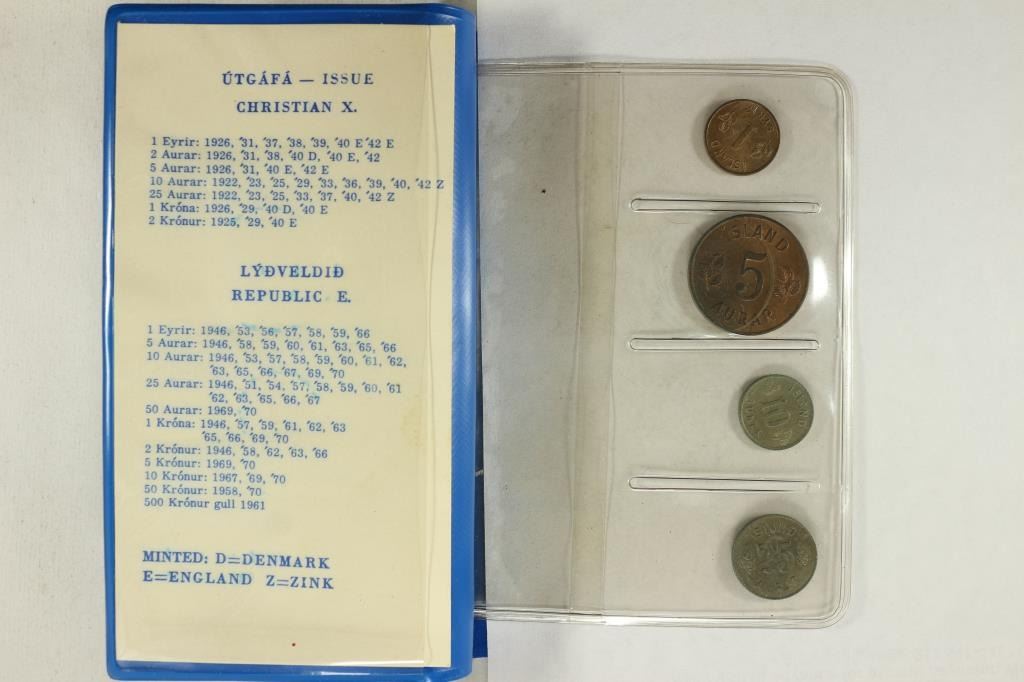 ÚTGÁFÁ — ISSUE
CHRISTIAN X.
1 Eyrir: 1926, '31, '37, '38, '39, '40 E '42 E
2 Aurar: 1926, '31, '38, '40 D, '40 E, '42
5 Aurar: 1926, '31, '40 E, '42 E
10 Aurar: 1922, '23, '25, '29, '33, '36, '39, '40, '42 Z
25 Aurar: 1922, '23, '25, '33, '37, '40, '42 Z
1 Króna: 1926, '29, '40 D, '40 E
2 Krónur: 1925, '29, '40 E
LÝÐVELDIÐ
REPUBLIC E.
1 Eyrir: 1946, '53, '56, '57, '58, '59, '66
5 Aurar: 1946, '58, '59, '60, '61, '63, '65, '66
10 Aurar: 1946, '53, '57, '58, '59, '60, '61, '62,
'63, '65, '66, '67, '69, '70
25 Aurar: 1946, '51, '54, '57, '58, '59, '60, '61
'62, '63, '65, '66, '67
50 Aurar: 1969, '70
1 Króna: 1946, '57, '59, '61, '62, '63
'65, '66, '69, '70
2 Krónur: 1946, '58, '62, '63, '66
5 Krónur: 1969, '70
10 Krónur: 1967, '69, '70
50 Krónur: 1958, '70
500 Krónur gull 1961
MINTED: D=DENMARK
E=ENGLAND Z=ZINK
1
ÍSLAND
ÍSLAND
5
AURAR
ÍSLAND
10
ÍSLAND
25